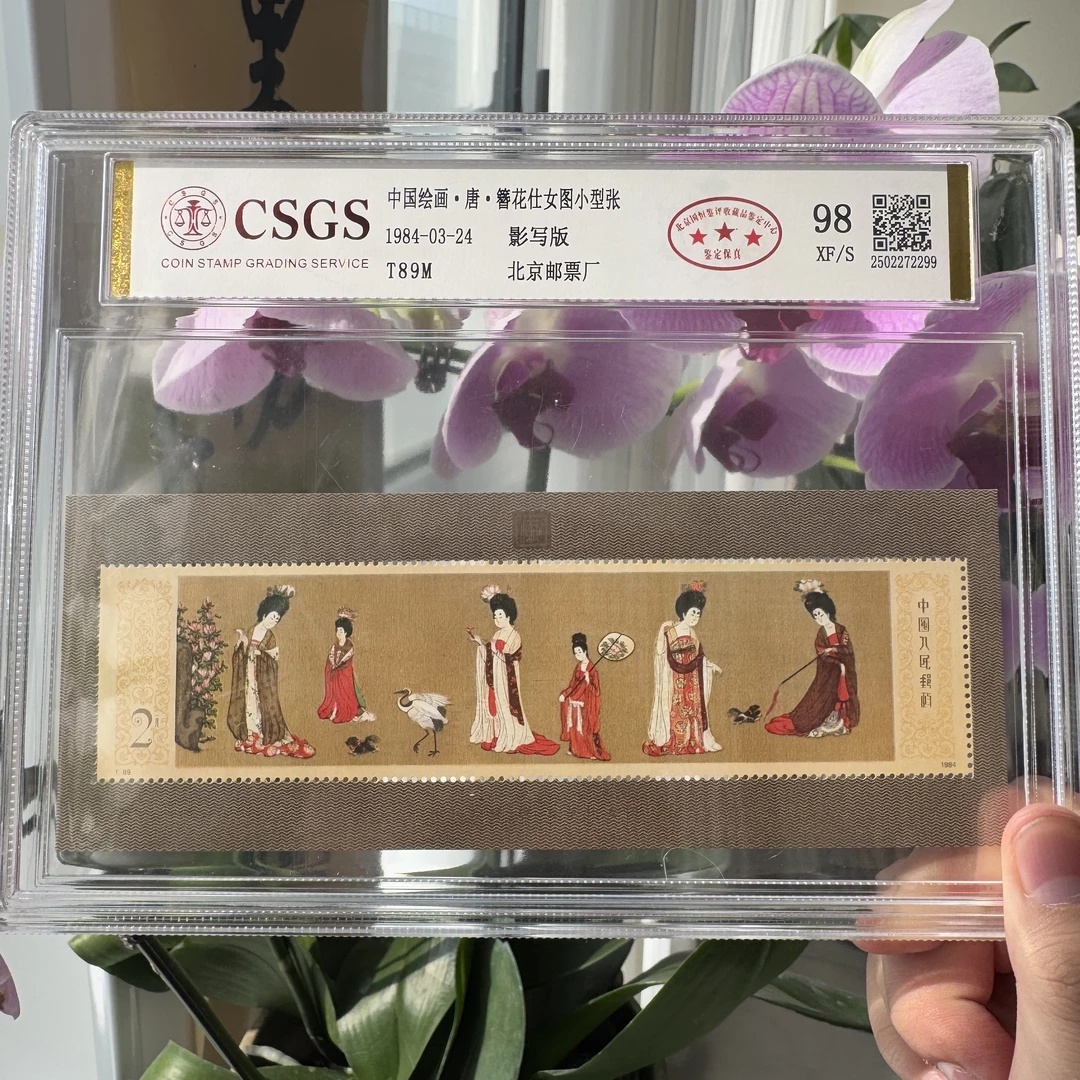 CSGS
COIN STAMP GRADING SERVICE
中国绘画·唐·簪花仕女图小型张
1984-03-24 影写版
T89M 北京邮票厂
北京国恒鉴评收藏品鉴定中心
鉴定保真
98
XF/S
2502272299
中国人民邮政
2
1984